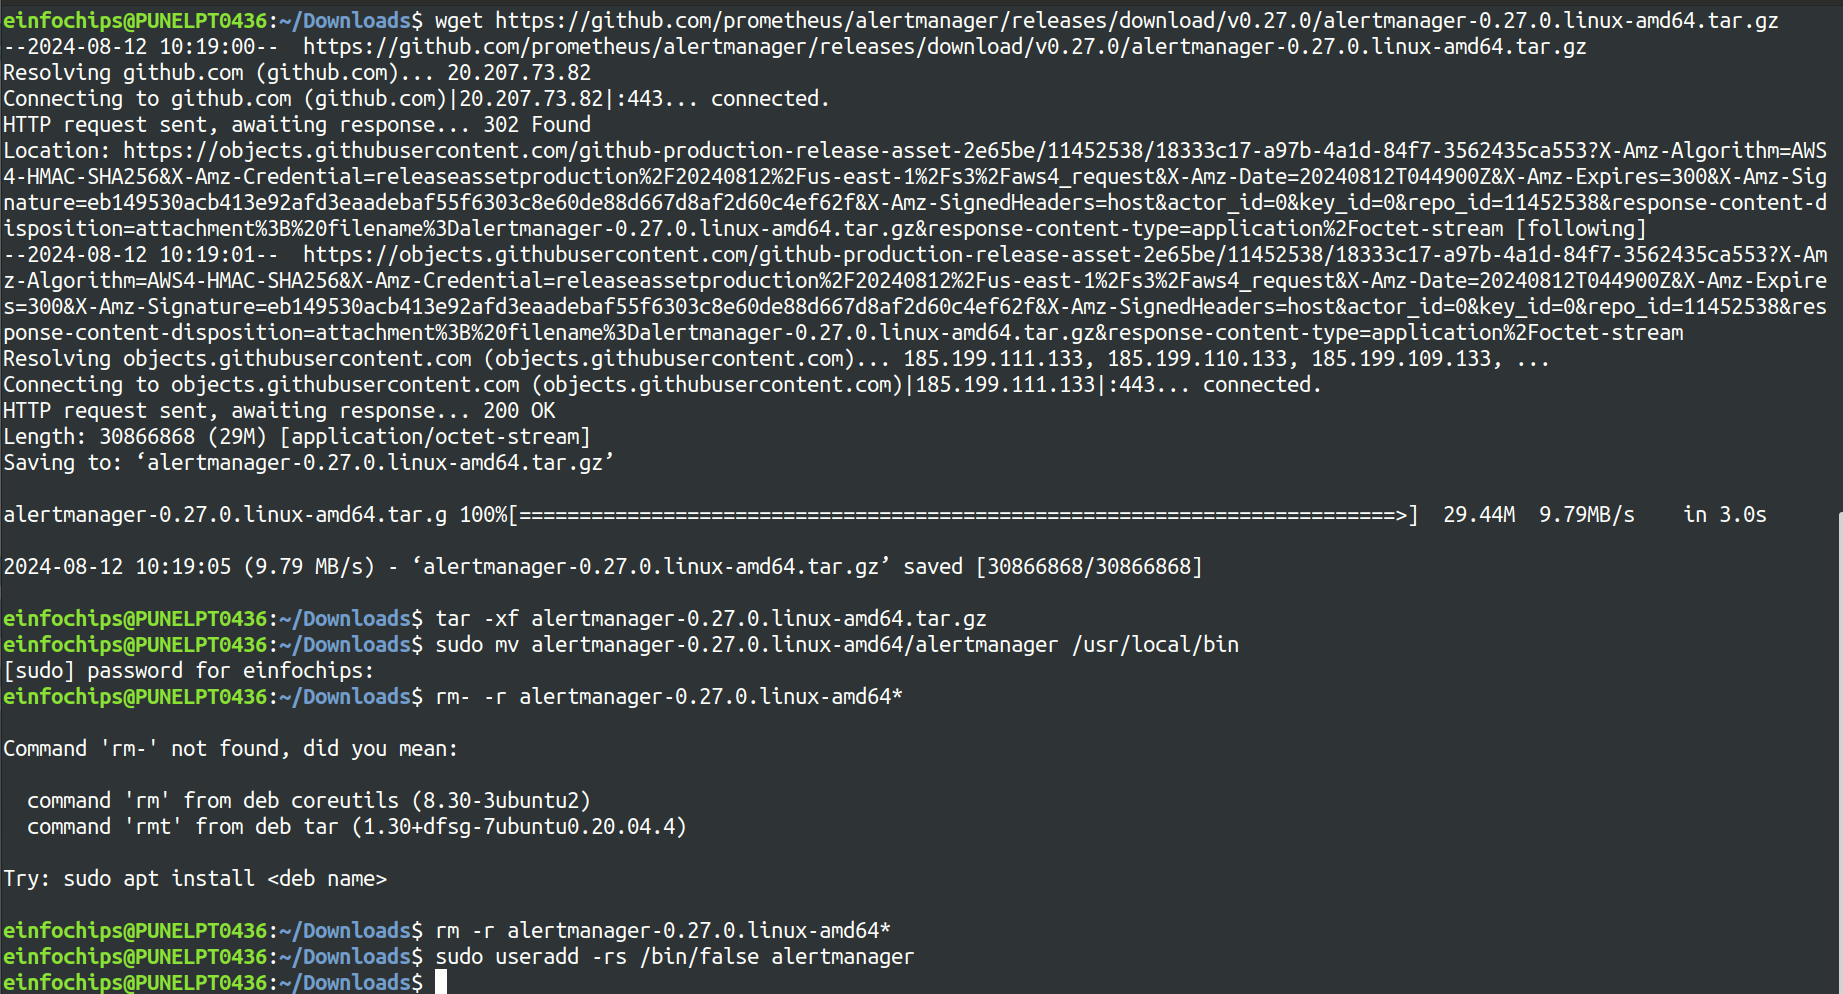 einfochips@PUNELPT0436:~/Downloads$ wget https://github.com/prometheus/alertmanager/releases/download/v0.27.0/alertmanager-0.27.0.linux-amd64.tar.gz
--2024-08-12 10:19:00--  https://github.com/prometheus/alertmanager/releases/download/v0.27.0/alertmanager-0.27.0.linux-amd64.tar.gz
Resolving github.com (github.com)... 20.207.73.82
Connecting to github.com (github.com)|20.207.73.82|:443... connected.
HTTP request sent, awaiting response... 302 Found
Location: https://objects.githubusercontent.com/github-production-release-asset-2e65be/11452538/18333c17-a97b-4a1d-84f7-3562435ca553?X-Amz-Algorithm=AWS
4-HMAC-SHA256&X-Amz-Credential=releaseassetproduction%2F20240812%2Fus-east-1%2Fs3%2Faws4_request&X-Amz-Date=20240812T044900Z&X-Amz-Expires=300&X-Amz-Sig
nature=eb149530acb413e92afd3eaadebaf55f6303c8e60de88d667d8af2d60c4ef62f&X-Amz-SignedHeaders=host&actor_id=0&key_id=0&repo_id=11452538&response-content-d
isposition=attachment%3B%20filename%3Dalertmanager-0.27.0.linux-amd64.tar.gz&response-content-type=application%2Foctet-stream [following]
--2024-08-12 10:19:01--  https://objects.githubusercontent.com/github-production-release-asset-2e65be/11452538/18333c17-a97b-4a1d-84f7-3562435ca553?X-Am
z-Algorithm=AWS4-HMAC-SHA256&X-Amz-Credential=releaseassetproduction%2F20240812%2Fus-east-1%2Fs3%2Faws4_request&X-Amz-Date=20240812T044900Z&X-Amz-Expire
s=300&X-Amz-Signature=eb149530acb413e92afd3eaadebaf55f6303c8e60de88d667d8af2d60c4ef62f&X-Amz-SignedHeaders=host&actor_id=0&key_id=0&repo_id=11452538&res
ponse-content-disposition=attachment%3B%20filename%3Dalertmanager-0.27.0.linux-amd64.tar.gz&response-content-type=application%2Foctet-stream
Resolving objects.githubusercontent.com (objects.githubusercontent.com)... 185.199.111.133, 185.199.110.133, 185.199.109.133, ...
Connecting to objects.githubusercontent.com (objects.githubusercontent.com)|185.199.111.133|:443... connected.
HTTP request sent, awaiting response... 200 OK
Length: 30866868 (29M) [application/octet-stream]
Saving to: ‘alertmanager-0.27.0.linux-amd64.tar.gz’
alertmanager-0.27.0.linux-amd64.tar.g 100%[=========================================================================>]  29.44M  9.79MB/s    in 3.0s
2024-08-12 10:19:05 (9.79 MB/s) - ‘alertmanager-0.27.0.linux-amd64.tar.gz’ saved [30866868/30866868]
einfochips@PUNELPT0436:~/Downloads$ tar -xf alertmanager-0.27.0.linux-amd64.tar.gz
einfochips@PUNELPT0436:~/Downloads$ sudo mv alertmanager-0.27.0.linux-amd64/alertmanager /usr/local/bin
[sudo] password for einfochips:
einfochips@PUNELPT0436:~/Downloads$ rm- -r alertmanager-0.27.0.linux-amd64*
Command 'rm-' not found, did you mean:
  command 'rm' from deb coreutils (8.30-3ubuntu2)
  command 'rmt' from deb tar (1.30+dfsg-7ubuntu0.20.04.4)
Try: sudo apt install <deb name>
einfochips@PUNELPT0436:~/Downloads$ rm -r alertmanager-0.27.0.linux-amd64*
einfochips@PUNELPT0436:~/Downloads$ sudo useradd -rs /bin/false alertmanager
einfochips@PUNELPT0436:~/Downloads$